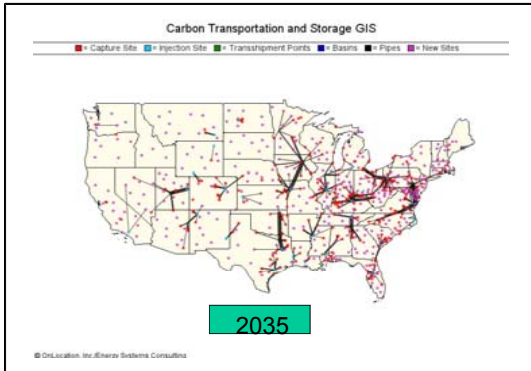 Carbon Transportation and Storage GIS
= Capture Site = Injection Site = Transshipment Points = Basins = Pipes = New Sites
2035
© OnLocation, Inc./Energy Systems Consulting